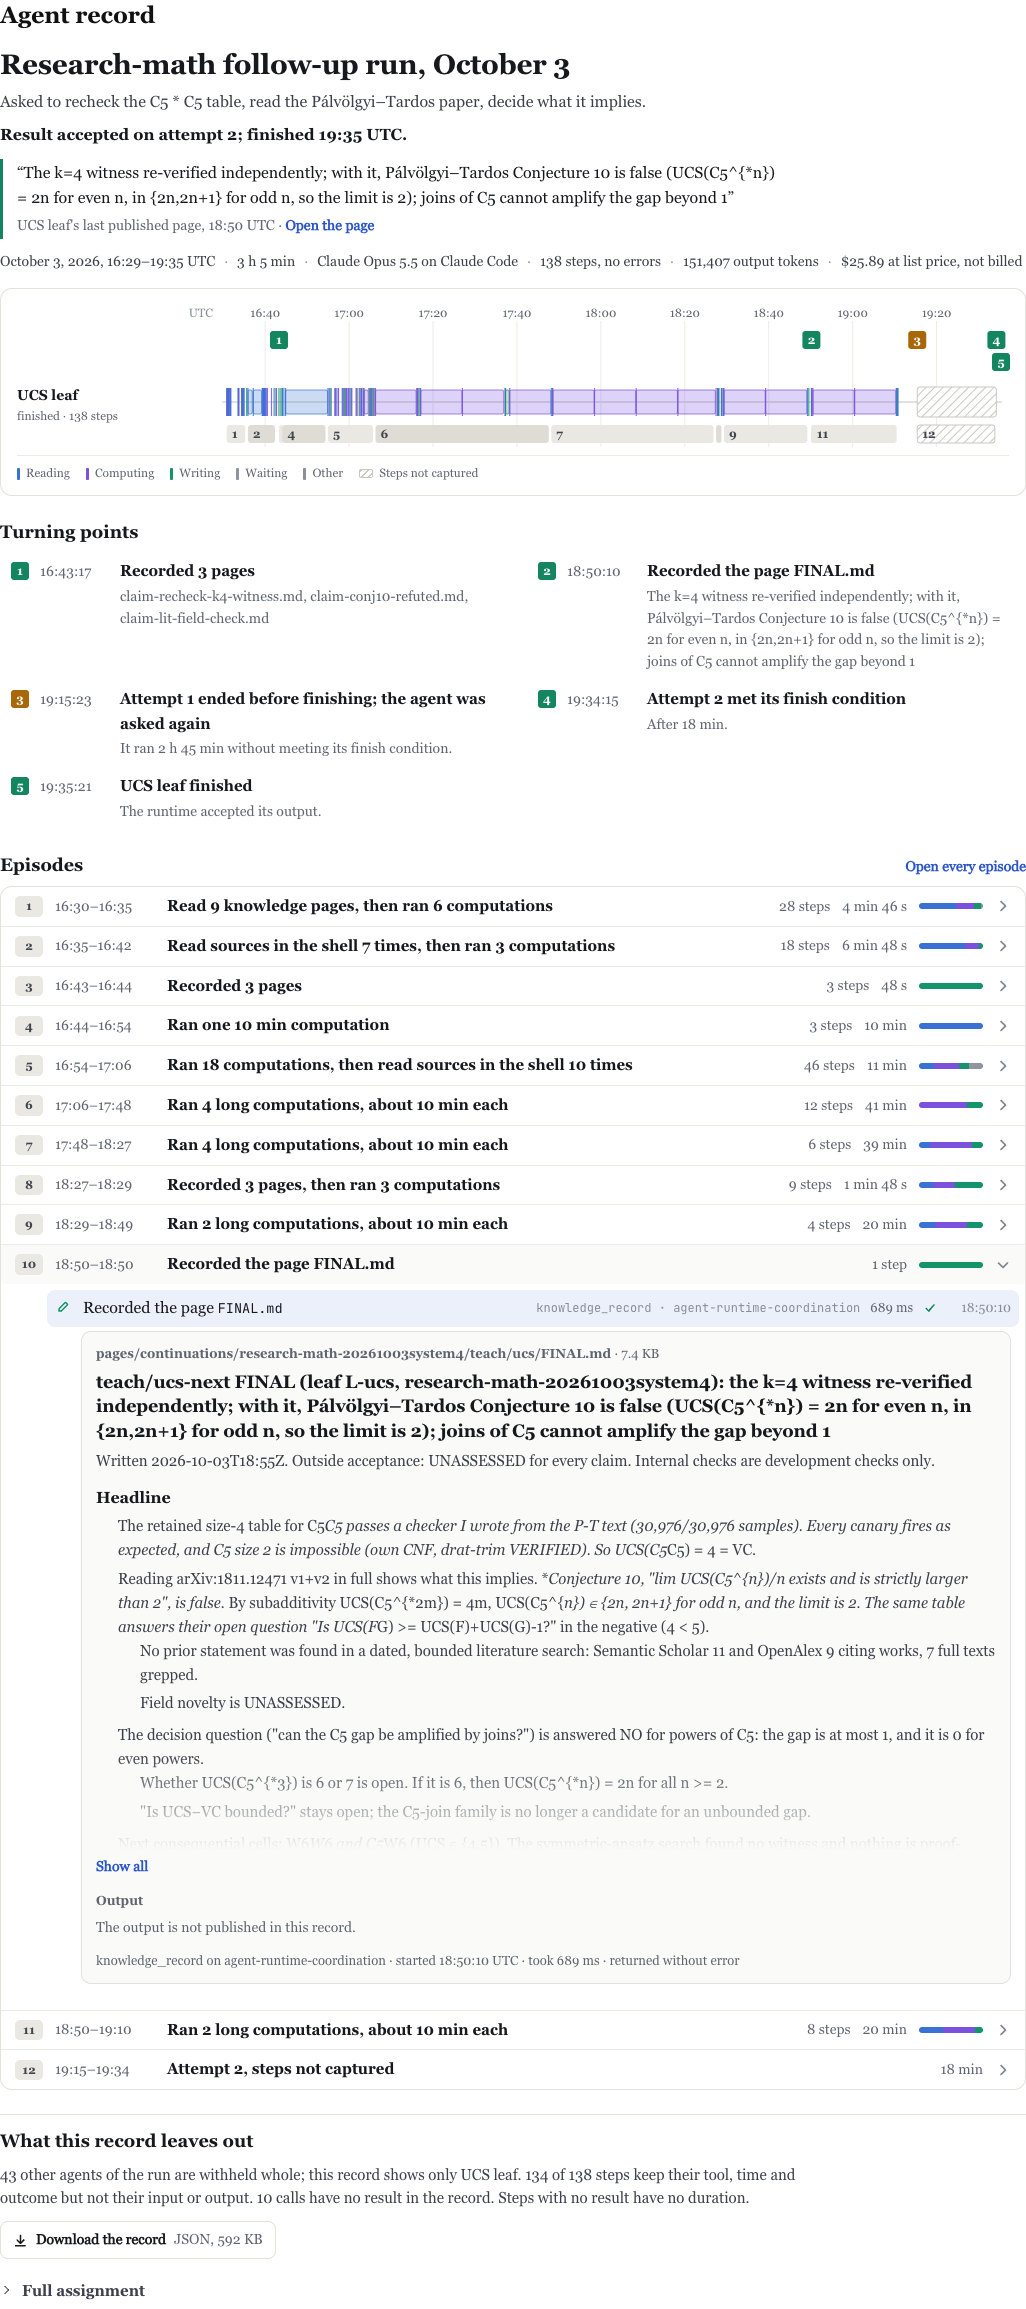 Agent record
Research-math follow-up run, October 3
Asked to recheck the C5 * C5 table, read the Pálvölgyi–Tardos paper, decide what it implies.
Result accepted on attempt 2; finished 19:35 UTC.
“The k=4 witness re-verified independently; with it, Pálvölgyi–Tardos Conjecture 10 is false (UCS(C5^{*n})
= 2n for even n, in {2n,2n+1} for odd n, so the limit is 2); joins of C5 cannot amplify the gap beyond 1”
UCS leaf's last published page, 18:50 UTC · Open the page
October 3, 2026, 16:29–19:35 UTC · 3 h 5 min · Claude Opus 5.5 on Claude Code · 138 steps, no errors · 151,407 output tokens · $25.89 at list price, not billed
UTC 16:40 17:00 17:20 17:40 18:00 18:20 18:40 19:00 19:20
1 2 3 4
5
UCS leaf
finished · 138 steps
1 2 4 5 6 7 9 11 12
Reading Computing Writing Waiting Other Steps not captured
Turning points
1 16:43:17 Recorded 3 pages
claim-recheck-k4-witness.md, claim-conj10-refuted.md,
claim-lit-field-check.md
2 18:50:10 Recorded the page FINAL.md
The k=4 witness re-verified independently; with it,
Pálvölgyi–Tardos Conjecture 10 is false (UCS(C5^{*n}) =
2n for even n, in {2n,2n+1} for odd n, so the limit is 2);
joins of C5 cannot amplify the gap beyond 1
3 19:15:23 Attempt 1 ended before finishing; the agent was
asked again
It ran 2 h 45 min without meeting its finish condition.
4 19:34:15 Attempt 2 met its finish condition
After 18 min.
5 19:35:21 UCS leaf finished
The runtime accepted its output.
Episodes Open every episode
1 16:30–16:35 Read 9 knowledge pages, then ran 6 computations 28 steps 4 min 46 s
2 16:35–16:42 Read sources in the shell 7 times, then ran 3 computations 18 steps 6 min 48 s
3 16:43–16:44 Recorded 3 pages 3 steps 48 s
4 16:44–16:54 Ran one 10 min computation 3 steps 10 min
5 16:54–17:06 Ran 18 computations, then read sources in the shell 10 times 46 steps 11 min
6 17:06–17:48 Ran 4 long computations, about 10 min each 12 steps 41 min
7 17:48–18:27 Ran 4 long computations, about 10 min each 6 steps 39 min
8 18:27–18:29 Recorded 3 pages, then ran 3 computations 9 steps 1 min 48 s
9 18:29–18:49 Ran 2 long computations, about 10 min each 4 steps 20 min
10 18:50–18:50 Recorded the page FINAL.md 1 step
Recorded the page FINAL.md knowledge_record · agent-runtime-coordination 689 ms 18:50:10
pages/continuations/research-math-20261003system4/teach/ucs/FINAL.md · 7.4 KB
teach/ucs-next FINAL (leaf L-ucs, research-math-20261003system4): the k=4 witness re-verified
independently; with it, Pálvölgyi–Tardos Conjecture 10 is false (UCS(C5^{*n}) = 2n for even n, in
{2n,2n+1} for odd n, so the limit is 2); joins of C5 cannot amplify the gap beyond 1
Written 2026-10-03T18:55Z. Outside acceptance: UNASSESSED for every claim. Internal checks are development checks only.
Headline
The retained size-4 table for C5C5 passes a checker I wrote from the P-T text (30,976/30,976 samples). Every canary fires as
expected, and C5 size 2 is impossible (own CNF, drat-trim VERIFIED). So UCS(C5C5) = 4 = VC.
Reading arXiv:1811.12471 v1+v2 in full shows what this implies. *Conjecture 10, "lim UCS(C5^{n})/n exists and is strictly larger
than 2", is false. By subadditivity UCS(C5^{*2m}) = 4m, UCS(C5^{n}) ∈ {2n, 2n+1} for odd n, and the limit is 2. The same table
answers their open question "Is UCS(FG) >= UCS(F)+UCS(G)-1?" in the negative (4 < 5).
No prior statement was found in a dated, bounded literature search: Semantic Scholar 11 and OpenAlex 9 citing works, 7 full texts
grepped.
Field novelty is UNASSESSED.
The decision question ("can the C5 gap be amplified by joins?") is answered NO for powers of C5: the gap is at most 1, and it is 0 for
even powers.
Whether UCS(C5^{*3}) is 6 or 7 is open. If it is 6, then UCS(C5^{*n}) = 2n for all n >= 2.
"Is UCS–VC bounded?" stays open; the C5-join family is no longer a candidate for an unbounded gap.
Next consequential cells: W6W6 and C5W6 (UCS = {4,5}). The symmetric-ansatz search found no witness and nothing is proof-
Show all
Output
The output is not published in this record.
knowledge_record on agent-runtime-coordination · started 18:50:10 UTC · took 689 ms · returned without error
11 18:50–19:10 Ran 2 long computations, about 10 min each 8 steps 20 min
12 19:15–19:34 Attempt 2, steps not captured 18 min
What this record leaves out
43 other agents of the run are withheld whole; this record shows only UCS leaf. 134 of 138 steps keep their tool, time and
outcome but not their input or output. 10 calls have no result in the record. Steps with no result have no duration.
Download the record JSON, 592 KB
Full assignment